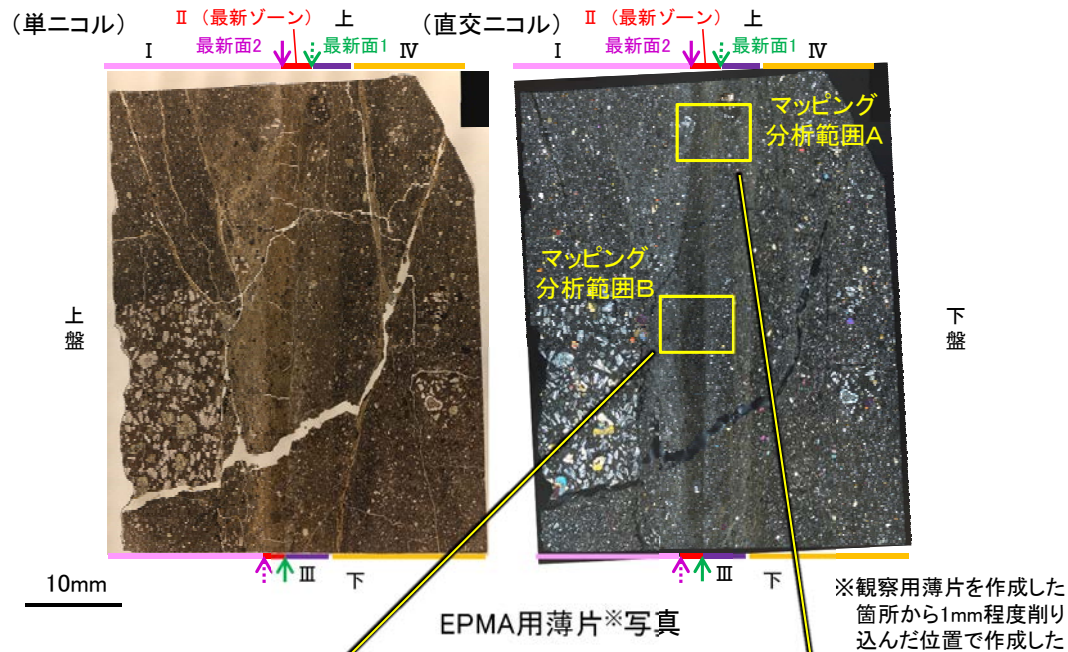 (単ニコル)
Ⅱ(最新ゾーン)
上
Ⅰ
最新面2
最新面1
Ⅳ
(直交ニコル)
Ⅱ(最新ゾーン)
上
Ⅰ
最新面2
最新面1
Ⅳ
マッピング
分析範囲A
マッピング
分析範囲B
上
盤
下
盤
Ⅲ
下
Ⅲ
下
10mm
EPMA用薄片※写真
※観察用薄片を作成した
箇所から1mm程度削り
込んだ位置で作成した